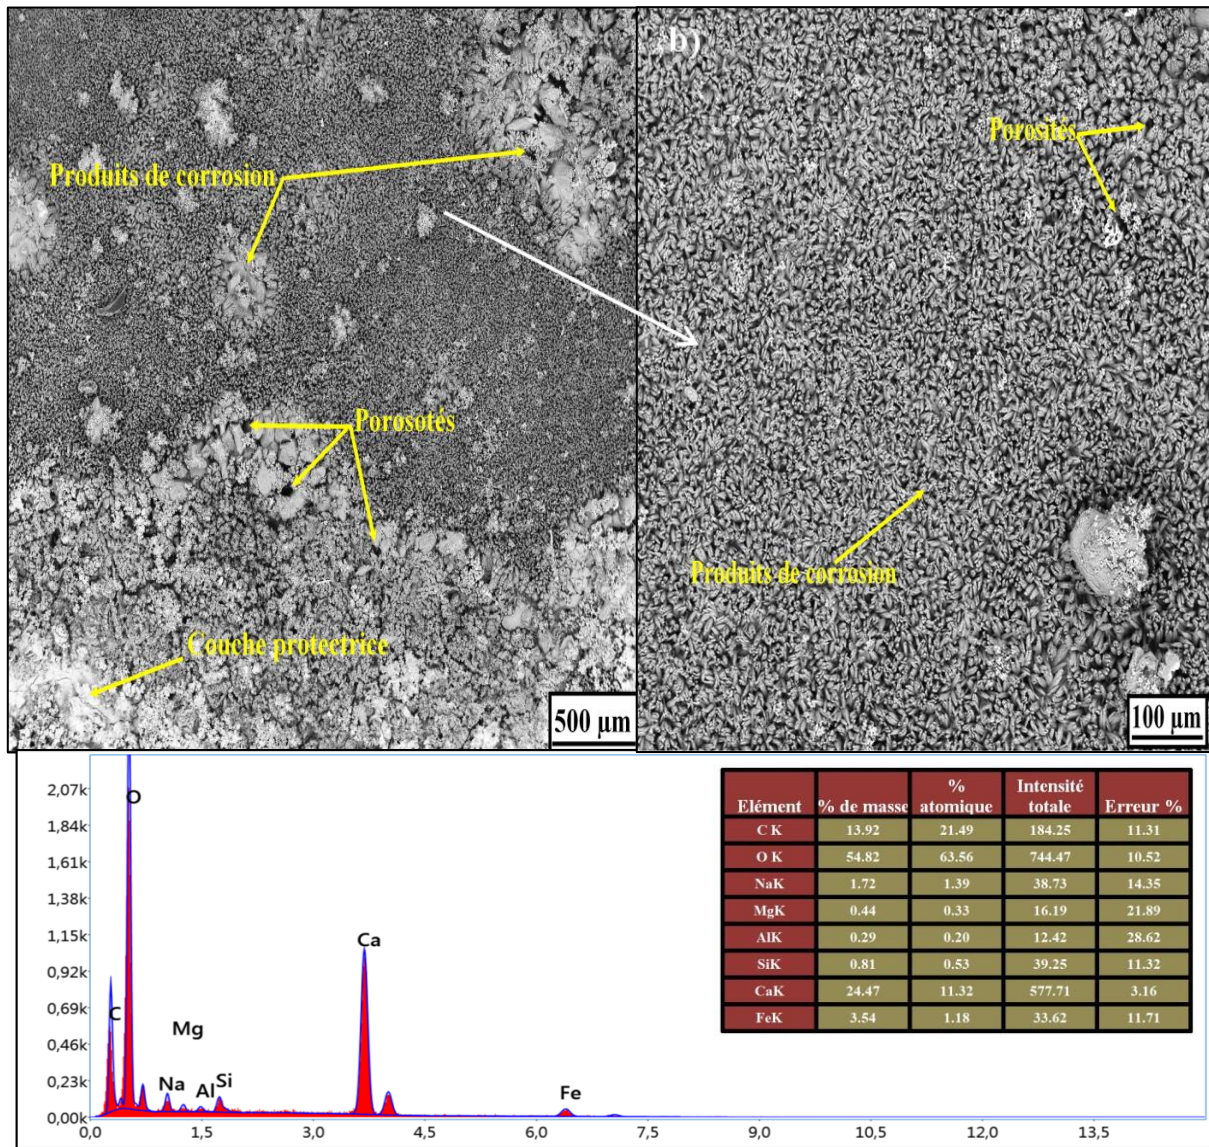 b)
Porosités
Produits de corrosion
Porosotés
Produits de corrosion
Couche protectrice
500 µm
100 µm
2,07k
1,84k
1,61k
1,38k
1,15k
0,92k
0,69k
0,46k
0,23k
0,00k
O
C
Ca
Mg
Na
Al
Si
Fe
0,0 1,5 3,0 4,5 6,0 7,5 9,0 10,5 12,0 13,5
Elément % de masse % atomique Intensité totale Erreur %
C K 13.92 21.49 184.25 11.31
O K 54.82 63.56 744.47 10.52
NaK 1.72 1.39 38.73 14.35
MgK 0.44 0.33 16.19 21.89
AlK 0.29 0.20 12.42 28.62
SiK 0.81 0.53 39.25 11.32
CaK 24.47 11.32 577.71 3.16
FeK 3.54 1.18 33.62 11.71